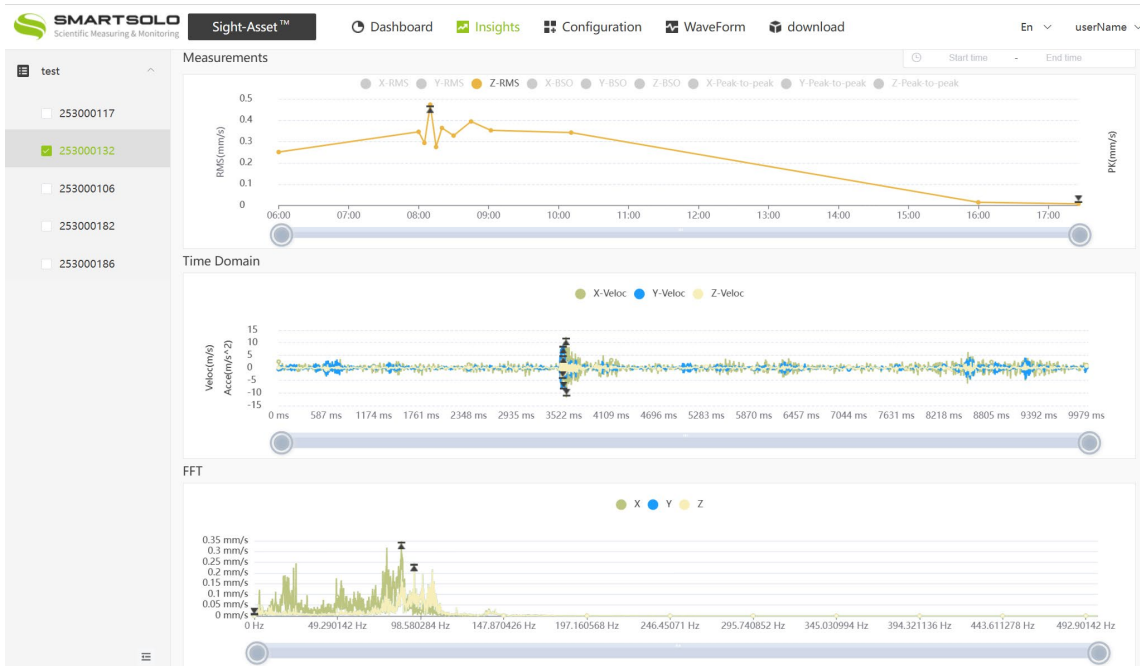 SMARTSOLO
Scientific Measuring & Monitoring
Sight-Asset™
Dashboard
Insights
Configuration
WaveForm
download
En
userName
test
253000117
253000132
253000106
253000182
253000186
Measurements
Start time - End time
X-RMS Y-RMS Z-RMS X-BSO Y-BSO Z-BSO X-Peak-to-peak Y-Peak-to-peak Z-Peak-to-peak
RMS(mm/s)
0.5
0.4
0.3
0.2
0.1
0
PK(mm/s)
06:00 07:00 08:00 09:00 10:00 11:00 12:00 13:00 14:00 15:00 16:00 17:00
Time Domain
X-Veloc Y-Veloc Z-Veloc
Veloc(m/s)
Acce(m/s^2)
15
10
5
0
-5
-10
-15
0 ms 587 ms 1174 ms 1761 ms 2348 ms 2935 ms 3522 ms 4109 ms 4696 ms 5283 ms 5870 ms 6457 ms 7044 ms 7631 ms 8218 ms 8805 ms 9392 ms 9979 ms
FFT
X Y Z
0.35 mm/s
0.3 mm/s
0.25 mm/s
0.2 mm/s
0.15 mm/s
0.1 mm/s
0.05 mm/s
0 mm/s
0 Hz 49.290142 Hz 98.580284 Hz 147.870426 Hz 197.160568 Hz 246.45071 Hz 295.740852 Hz 345.030994 Hz 394.321136 Hz 443.611278 Hz 492.90142 Hz